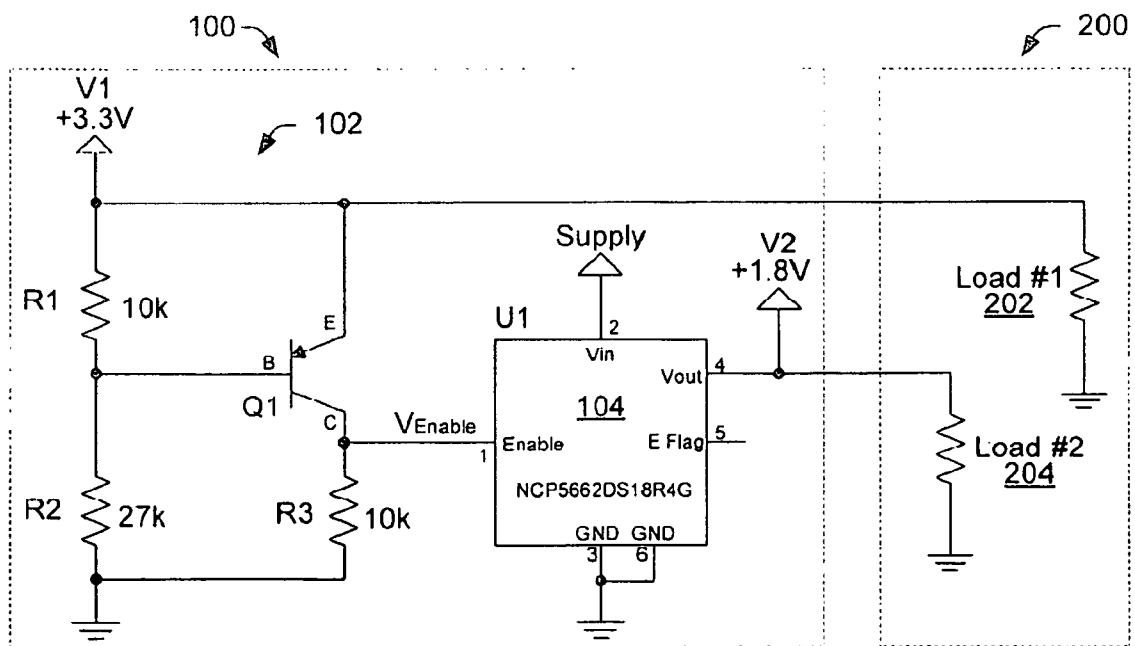 100
200
V1
+3.3V
102
Supply
V2
+1.8V
R1
10k
E
B
Q1
C
U1
2
Vin
Vout
4
104
VEnable
1
Enable
E Flag
5
NCP5662DS18R4G
GND
GND
3
6
R2
27k
R3
10k
Load #1
202
Load #2
204